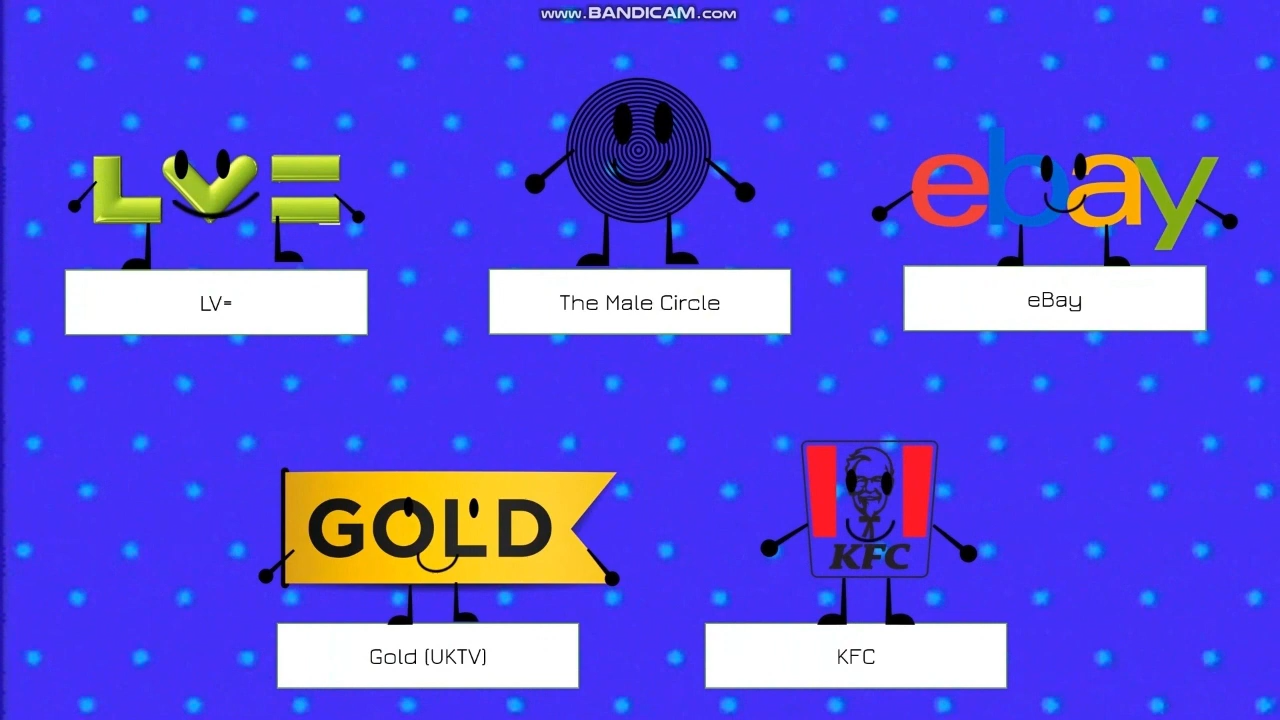 www.BANDICAM.com
LV=
ebay
LV=
The Male Circle
eBay
GOLD
KFC
Gold (UKTV)
KFC